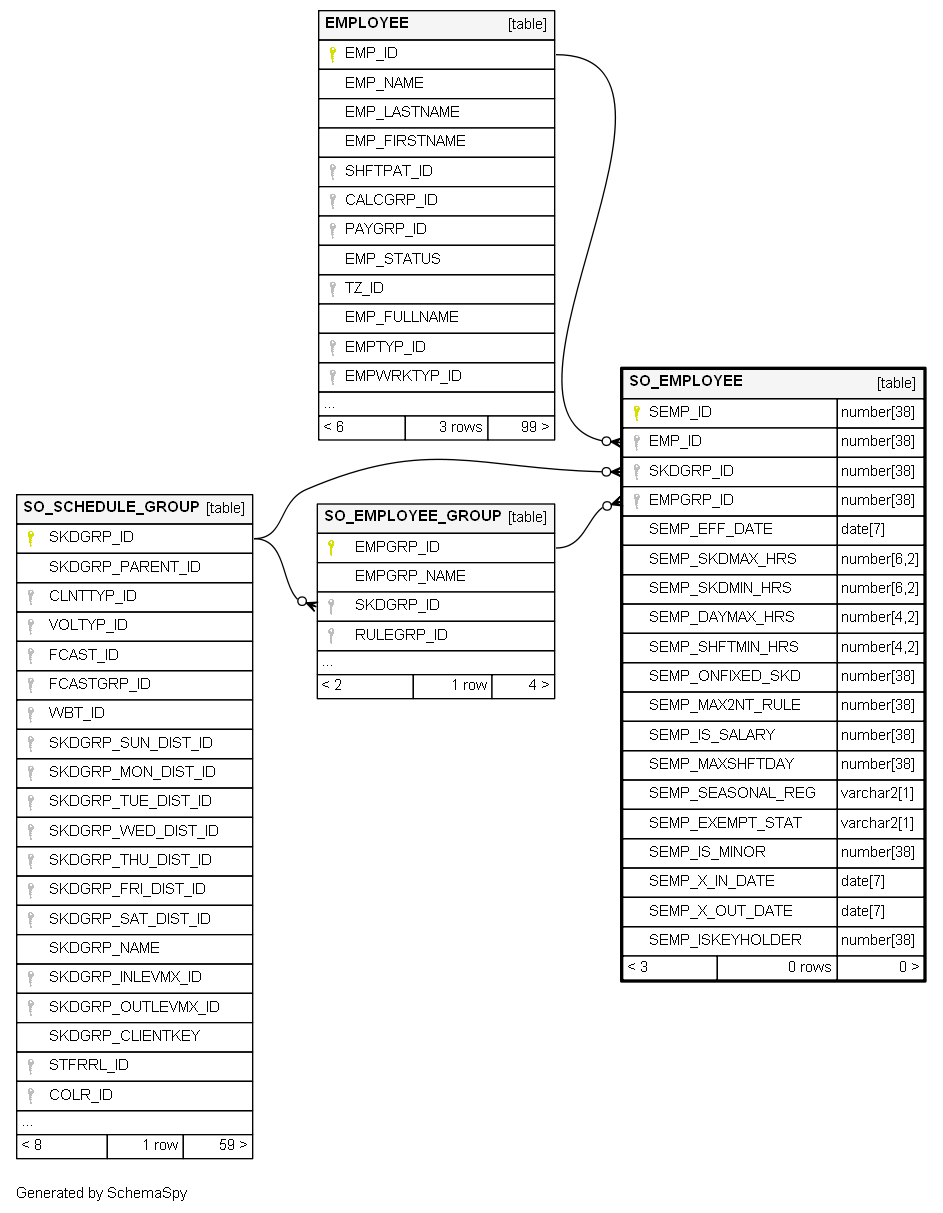 EMPLOYEE [table]
EMP_ID
EMP_NAME
EMP_LASTNAME
EMP_FIRSTNAME
SHFTPAT_ID
CALCGRP_ID
PAYGRP_ID
EMP_STATUS
TZ_ID
EMP_FULLNAME
EMPTYP_ID
EMPWRKTYP_ID
...
< 6 3 rows 99 >
SO_EMPLOYEE [table]
SEMP_ID number[38]
EMP_ID number[38]
SKDGRP_ID number[38]
EMPGRP_ID number[38]
SEMP_EFF_DATE date[7]
SEMP_SKDMAX_HRS number[6,2]
SEMP_SKDMIN_HRS number[6,2]
SEMP_DAYMAX_HRS number[4,2]
SEMP_SHFTMIN_HRS number[4,2]
SEMP_ONFIXED_SKD number[38]
SEMP_MAX2NT_RULE number[38]
SEMP_IS_SALARY number[38]
SEMP_MAXSHFTDAY number[38]
SEMP_SEASONAL_REG varchar2[1]
SEMP_EXEMPT_STAT varchar2[1]
SEMP_IS_MINOR number[38]
SEMP_X_IN_DATE date[7]
SEMP_X_OUT_DATE date[7]
SEMP_ISKEYHOLDER number[38]
< 3 0 rows 0 >
SO_SCHEDULE_GROUP [table]
SKDGRP_ID
SKDGRP_PARENT_ID
CLNTTYP_ID
VOLTYP_ID
FCAST_ID
FCASTGRP_ID
WBT_ID
SKDGRP_SUN_DIST_ID
SKDGRP_MON_DIST_ID
SKDGRP_TUE_DIST_ID
SKDGRP_WED_DIST_ID
SKDGRP_THU_DIST_ID
SKDGRP_FRI_DIST_ID
SKDGRP_SAT_DIST_ID
SKDGRP_NAME
SKDGRP_INLEVMX_ID
SKDGRP_OUTLEVMX_ID
SKDGRP_CLIENTKEY
STFRRL_ID
COLR_ID
...
< 8 1 row 59 >
SO_EMPLOYEE_GROUP [table]
EMPGRP_ID
EMPGRP_NAME
SKDGRP_ID
RULEGRP_ID
...
< 2 1 row 4 >
Generated by SchemaSpy